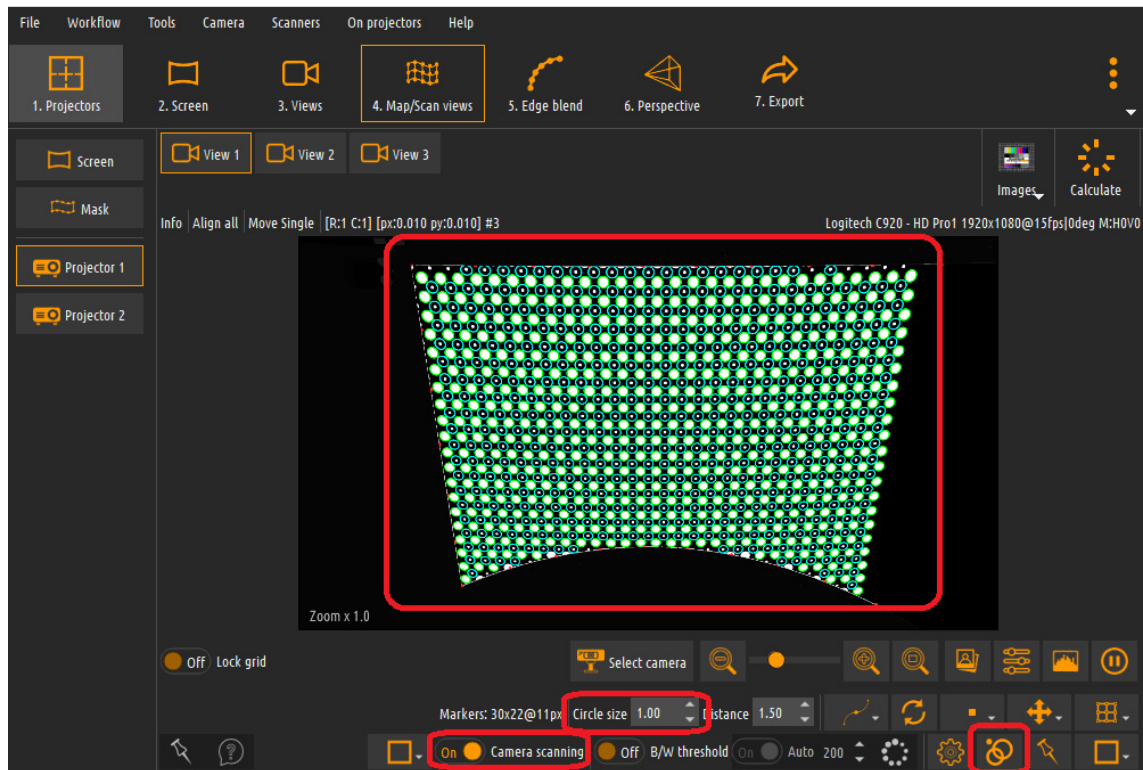 File Workflow Tools Camera Scanners On projectors Help
1. Projectors 2. Screen 3. Views 4. Map/Scan views 5. Edge blend 6. Perspective 7. Export
Screen View 1 View 2 View 3
Images Calculate
Mask
Info Align all Move Single [R:1 C:1] [px:0.010 py:0.010] #3 Logitech C920 - HD Pro1 1920x1080@15fps|0deg M:H0V0
Projector 1
Projector 2
Zoom x 1.0
Off Lock grid Select camera
Markers: 30x22@11px Circle size 1.00 Distance 1.50
On Camera scanning Off B/W threshold On Auto 200